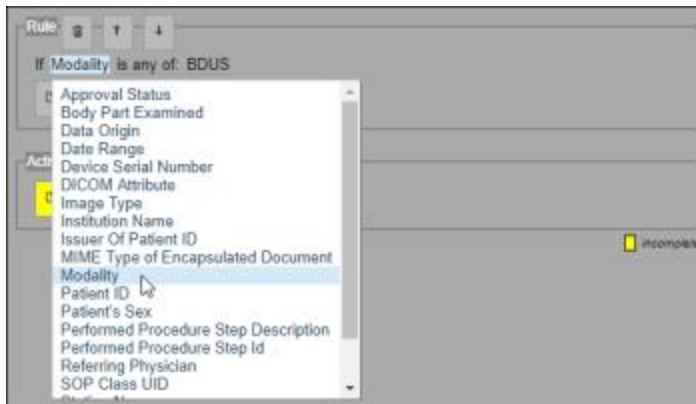 Rule
If Modality is any of: BDUS
Approval Status
Body Part Examined
Data Origin
Date Range
Device Serial Number
DICOM Attribute
Image Type
Institution Name
Issuer Of Patient ID
MIME Type of Encapsulated Document
Modality
Patient ID
Patient's Sex
Performed Procedure Step Description
Performed Procedure Step Id
Referring Physician
SOP Class UID